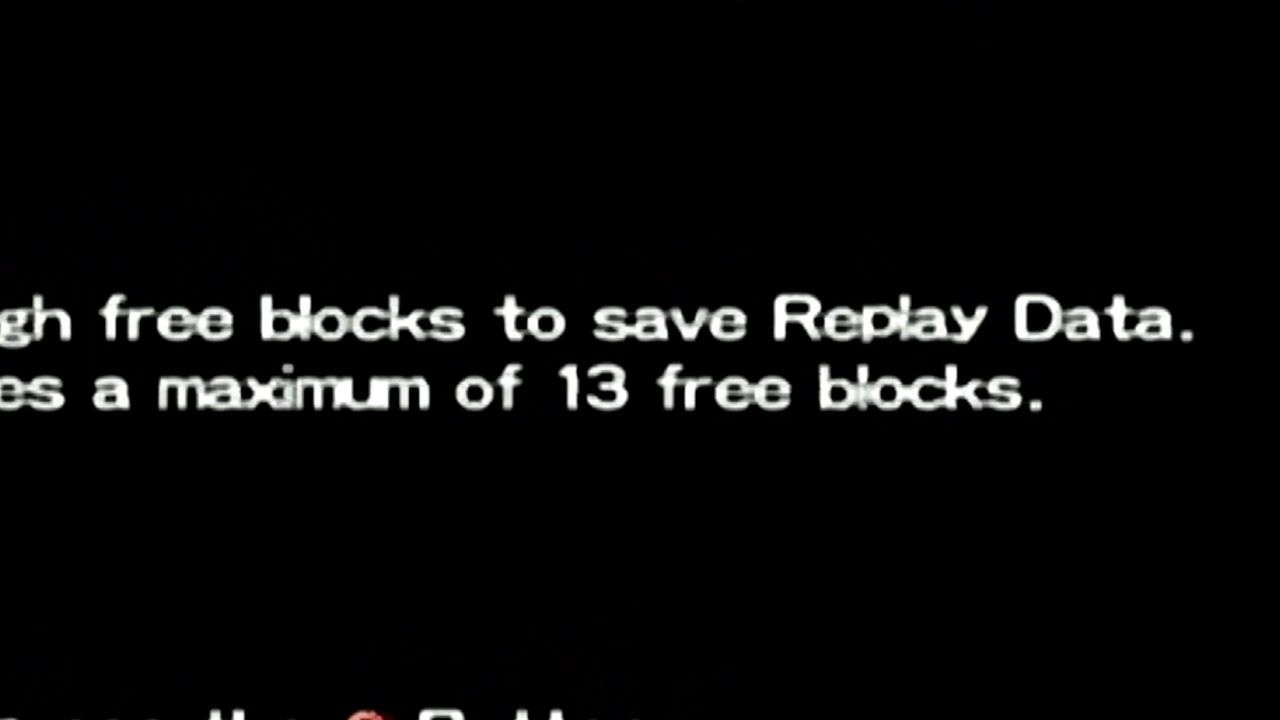 gh free blocks to save Replay Data.
es a maximum of 13 free blocks.